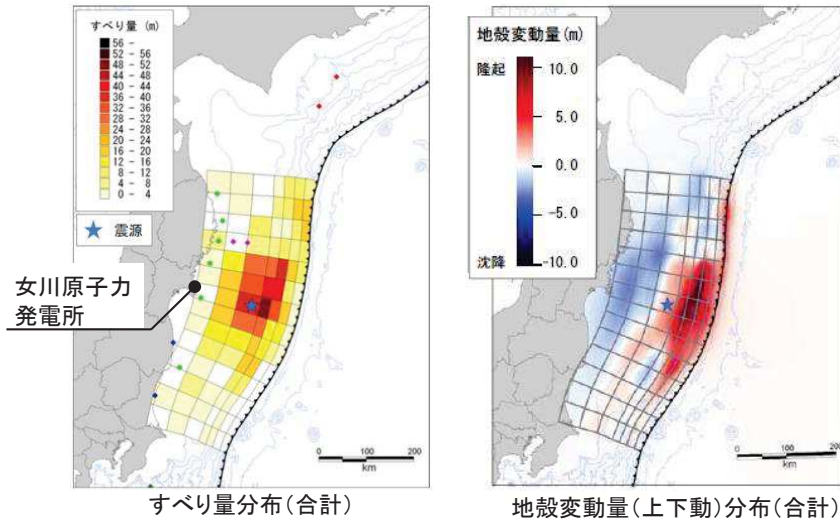 すべり量 (m)
56 -
52 - 56
48 - 52
44 - 48
40 - 44
36 - 40
32 - 36
28 - 32
24 - 28
20 - 24
16 - 20
12 - 16
8 - 12
4 - 8
0 - 4
震源
女川原子力
発電所
0 100 200
km
すべり量分布(合計)
地殻変動量(m)
隆起
10.0
5.0
0.0
-5.0
沈降
-10.0
0 100 200
km
地殻変動量(上下動)分布(合計)